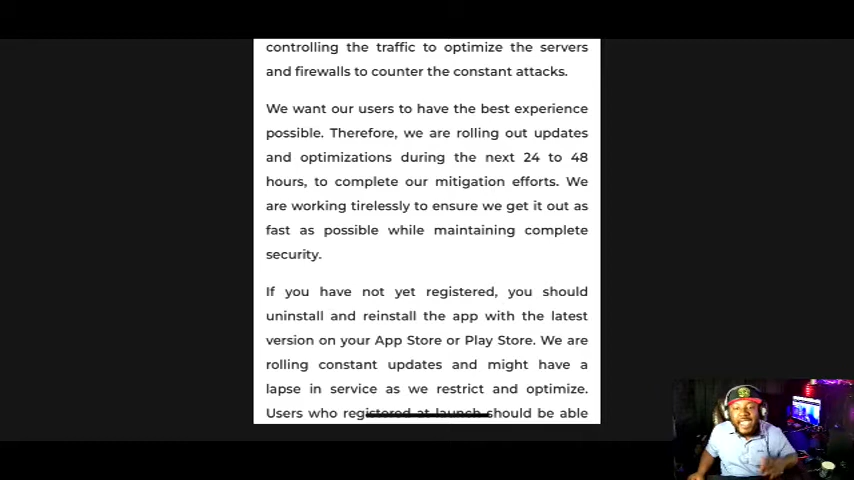 controlling the traffic to optimize the servers
and firewalls to counter the constant attacks.
We want our users to have the best experience
possible. Therefore, we are rolling out updates
and optimizations during the next 24 to 48
hours, to complete our mitigation efforts. We
are working tirelessly to ensure we get it out as
fast as possible while maintaining complete
security.
If you have not yet registered, you should
uninstall and reinstall the app with the latest
version on your App Store or Play Store. We are
rolling constant updates and might have a
lapse in service as we restrict and optimize.
Users who registered at launch should be able